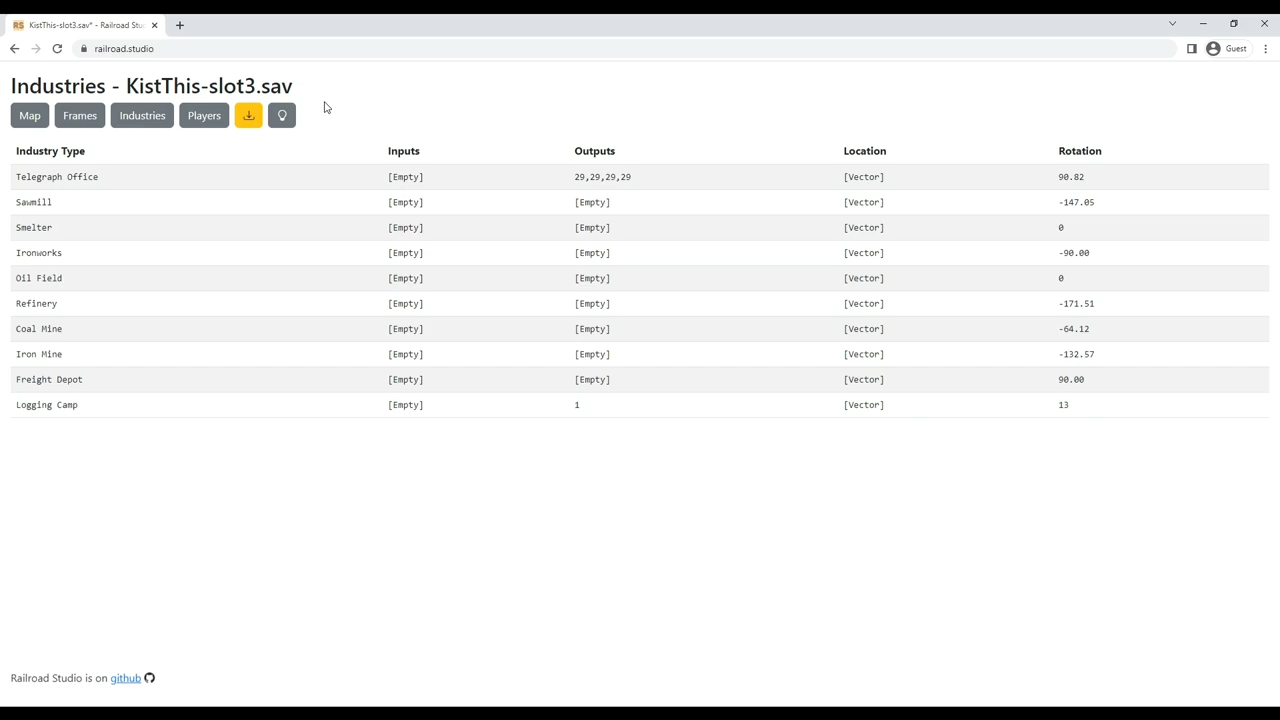 RS KistThis-slot3.sav* - Railroad Stu
railroad.studio
Guest
Industries - KistThis-slot3.sav
Map Frames Industries Players
Industry Type Inputs Outputs Location Rotation
Telegraph Office [Empty] 29,29,29,29 [Vector] 90.82
Sawmill [Empty] [Empty] [Vector] -147.05
Smelter [Empty] [Empty] [Vector] 0
Ironworks [Empty] [Empty] [Vector] -90.00
Oil Field [Empty] [Empty] [Vector] 0
Refinery [Empty] [Empty] [Vector] -171.51
Coal Mine [Empty] [Empty] [Vector] -64.12
Iron Mine [Empty] [Empty] [Vector] -132.57
Freight Depot [Empty] [Empty] [Vector] 90.00
Logging Camp [Empty] 1 [Vector] 13
Railroad Studio is on github